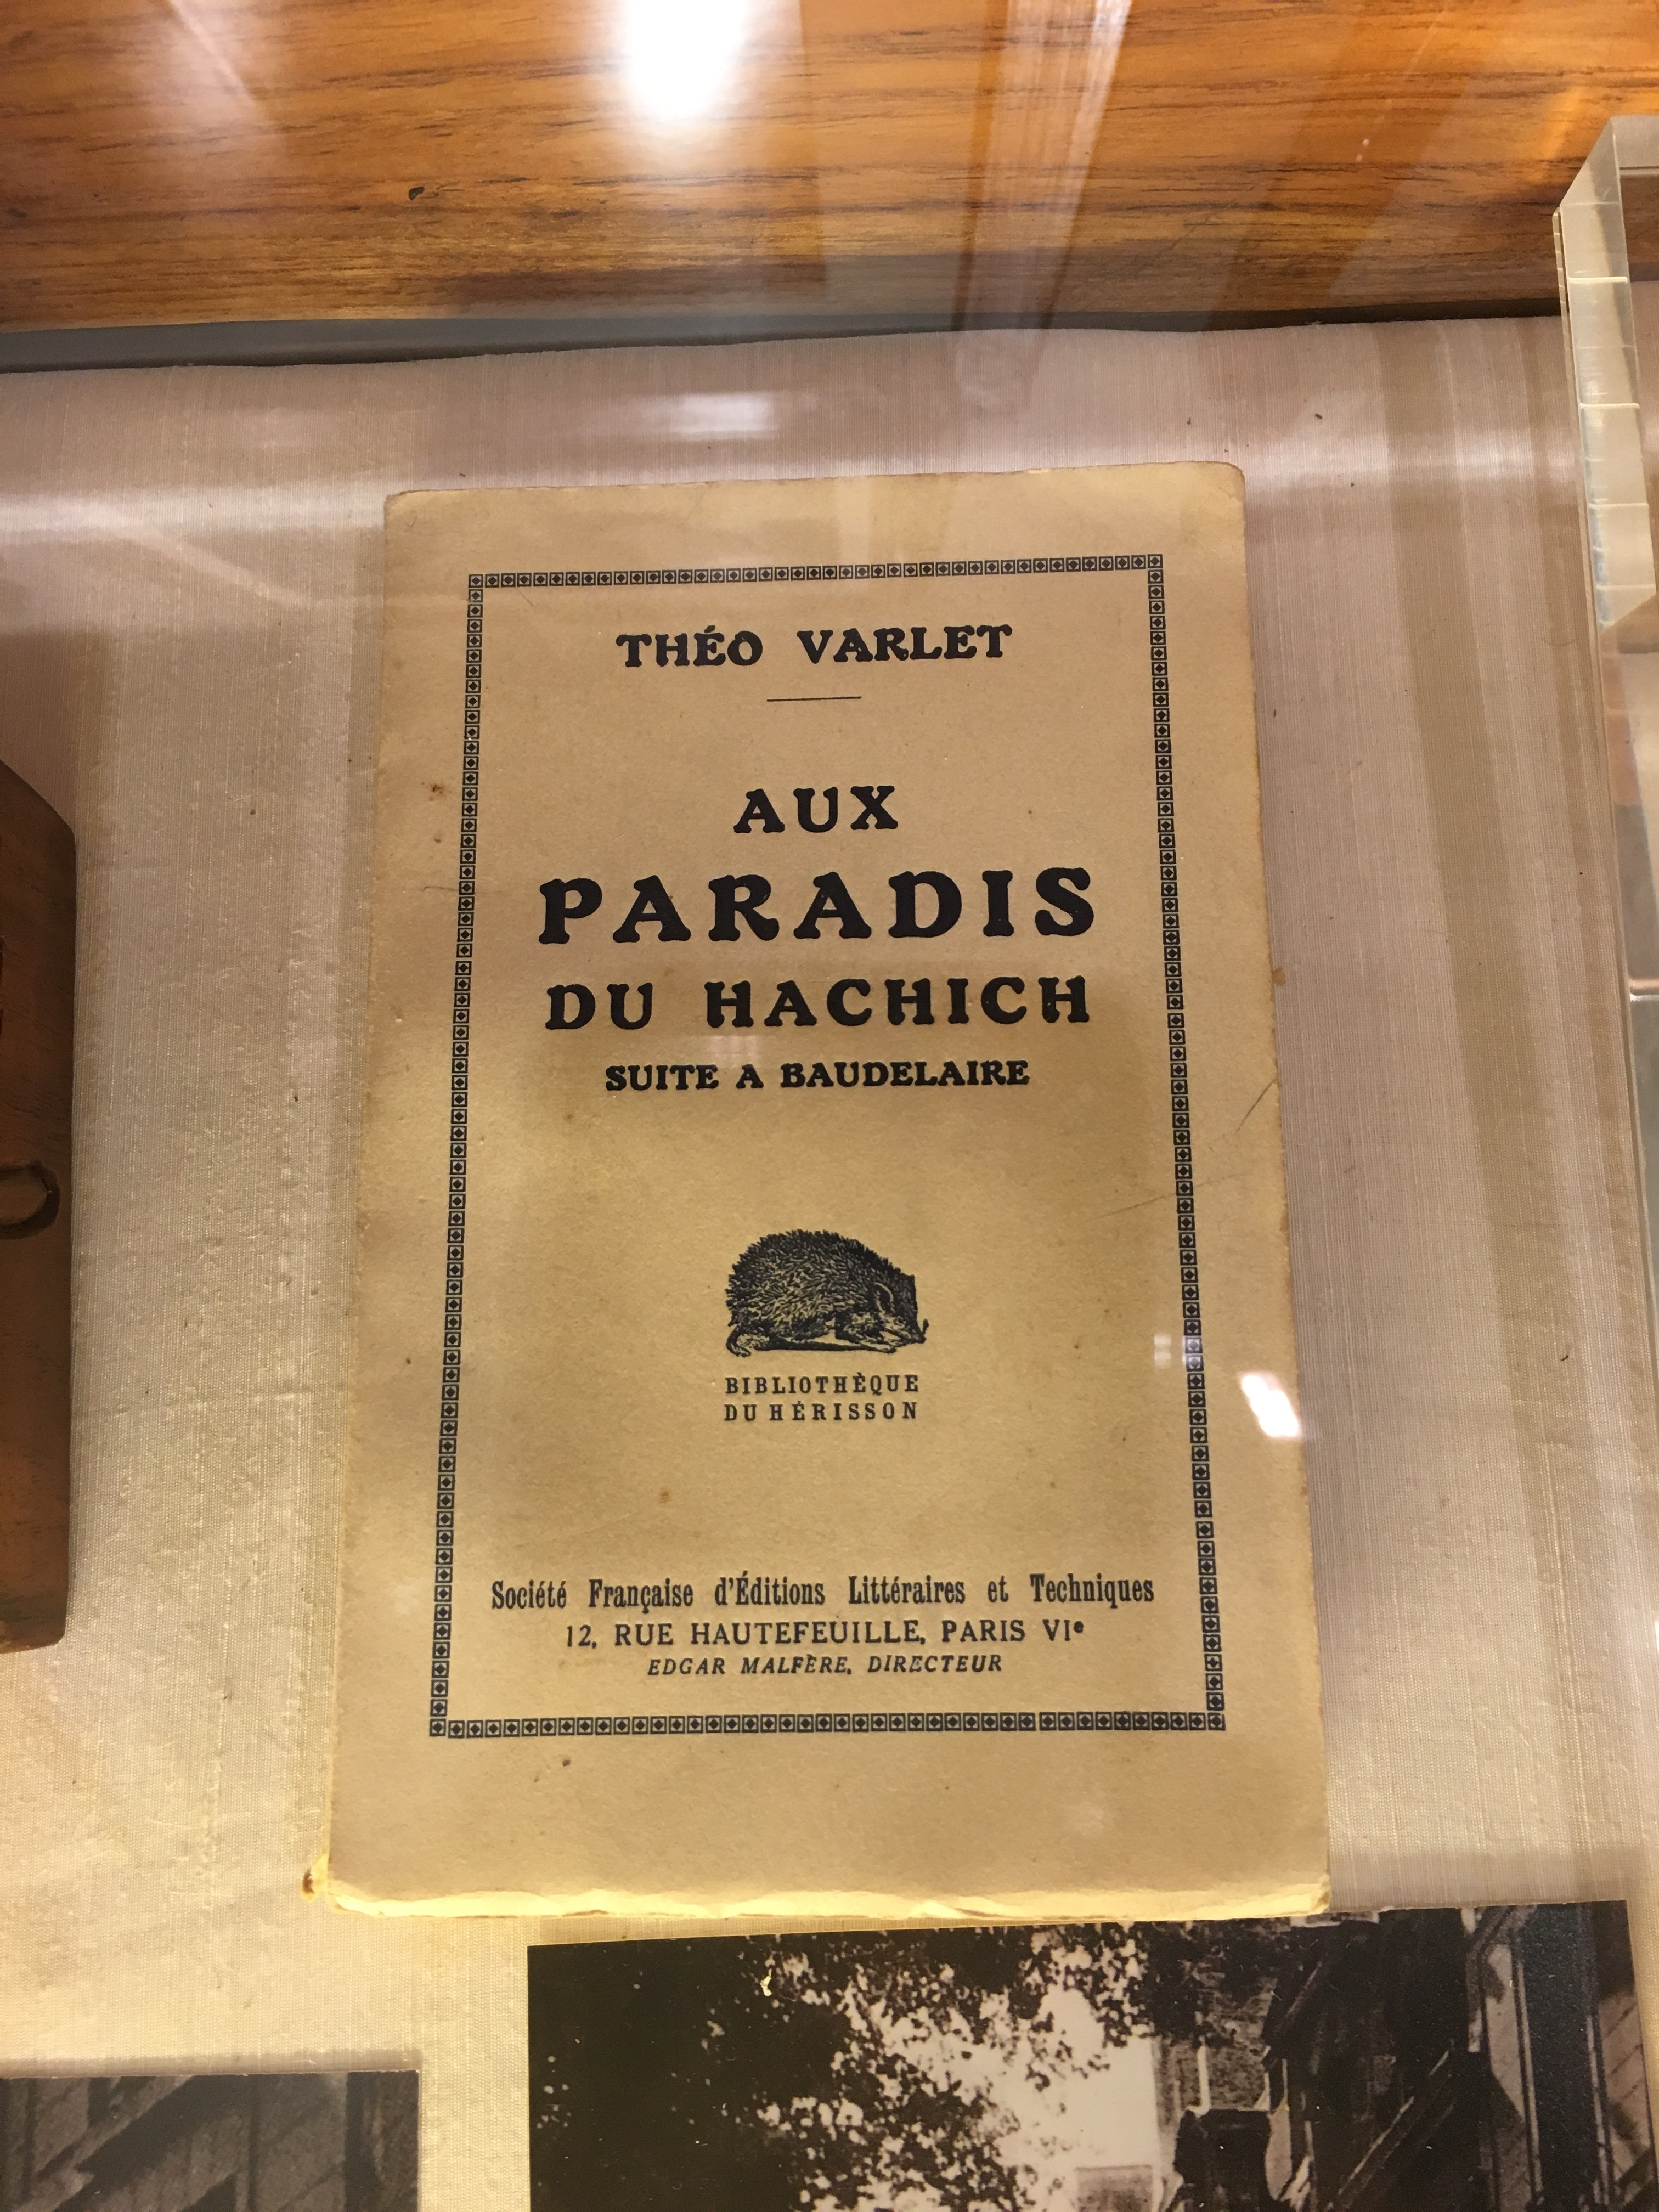 THÉO VARLET
AUX
PARADIS
DU HACHICH
SUITE A BAUDELAIRE
BIBLIOTHÈQUE
DU HÉRISSON
Société Française d'Éditions Littéraires et Techniques
12, RUE HAUTEFEUILLE, PARIS VIᵉ
EDGAR MALFÈRE, DIRECTEUR